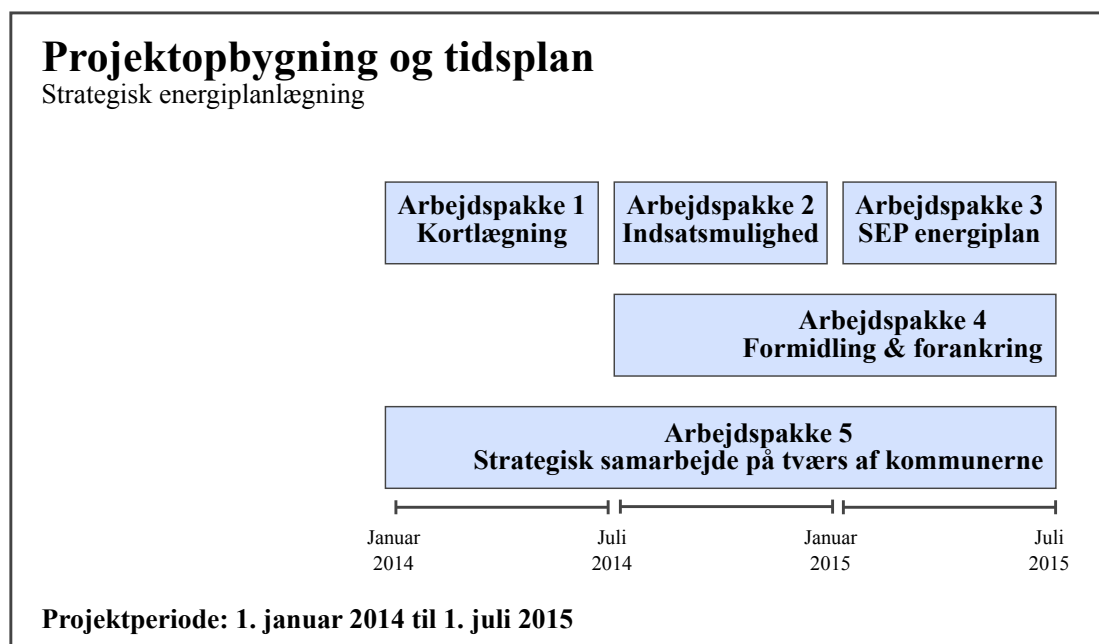 Projektopbygning og tidsplan
Strategisk energiplanlægning
Arbejdspakke 1
Kortlægning
Arbejdspakke 2
Indsatsmulighed
Arbejdspakke 3
SEP energiplan
Arbejdspakke 4
Formidling & forankring
Arbejdspakke 5
Strategisk samarbejde på tværs af kommunerne
Januar
2014
Juli
2014
Januar
2015
Juli
2015
Projektperiode: 1. januar 2014 til 1. juli 2015